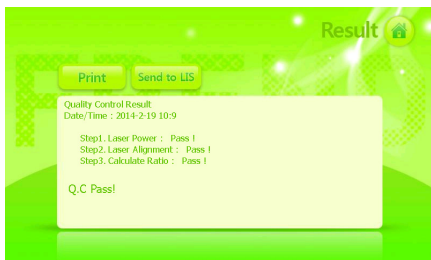 Result
Print
Send to LIS
Quality Control Result
Date/Time : 2014-2-19 10:9
Step1. Laser Power : Pass !
Step2. Laser Alignment : Pass !
Step3. Calculate Ratio : Pass !
Q.C Pass!